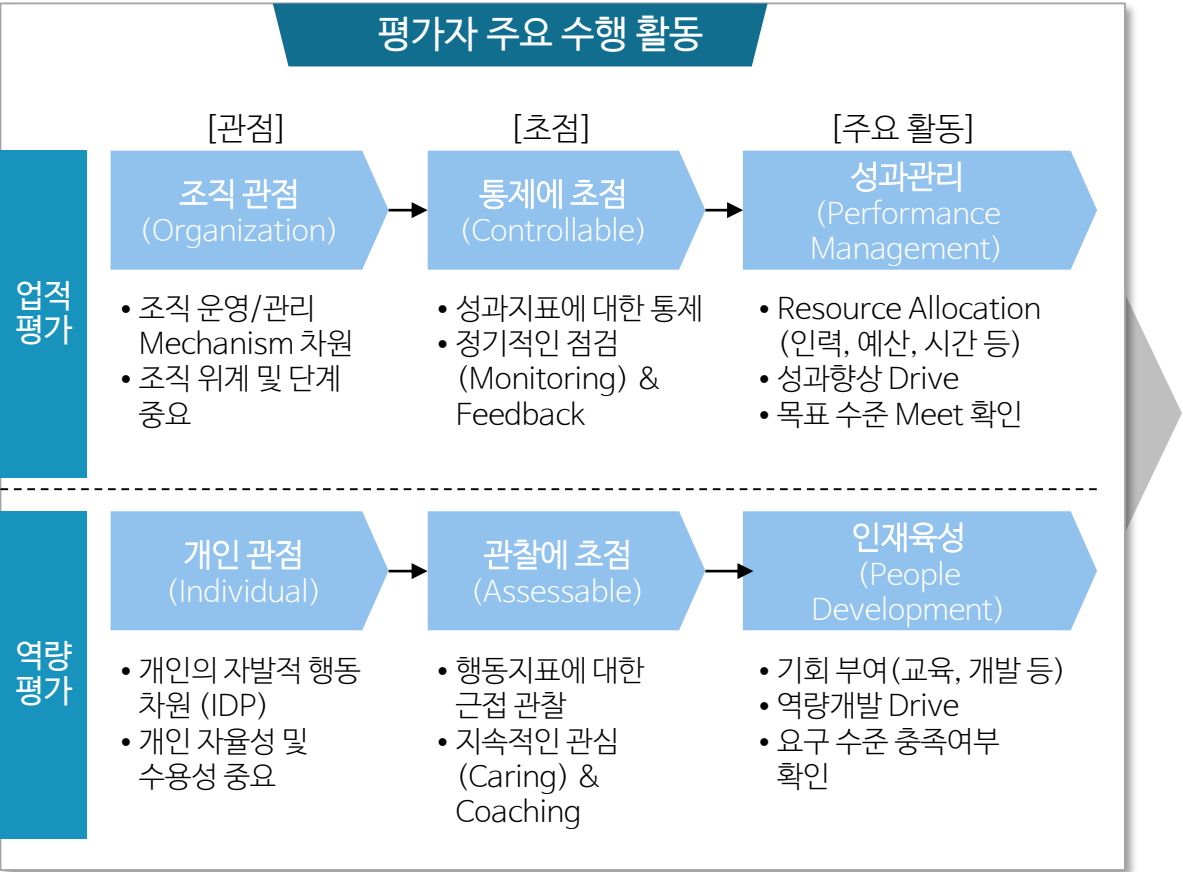 평가자 주요 수행 활동
[관점]
[초점]
[주요 활동]
업적
평가
조직 관점
(Organization)
통제에 초점
(Controllable)
성과관리
(Performance
Management)
• 조직 운영/관리
Mechanism 차원
• 조직 위계 및 단계
중요
• 성과지표에 대한 통제
• 정기적인 점검
(Monitoring) &
Feedback
• Resource Allocation
(인력, 예산, 시간 등)
• 성과향상 Drive
• 목표 수준 Meet 확인
역량
평가
개인 관점
(Individual)
관찰에 초점
(Assessable)
인재육성
(People
Development)
• 개인의 자발적 행동
차원 (IDP)
• 개인 자율성 및
수용성 중요
• 행동지표에 대한
근접 관찰
• 지속적인 관심
(Caring) &
Coaching
• 기회 부여(교육, 개발 등)
• 역량개발 Drive
• 요구 수준 충족여부
확인